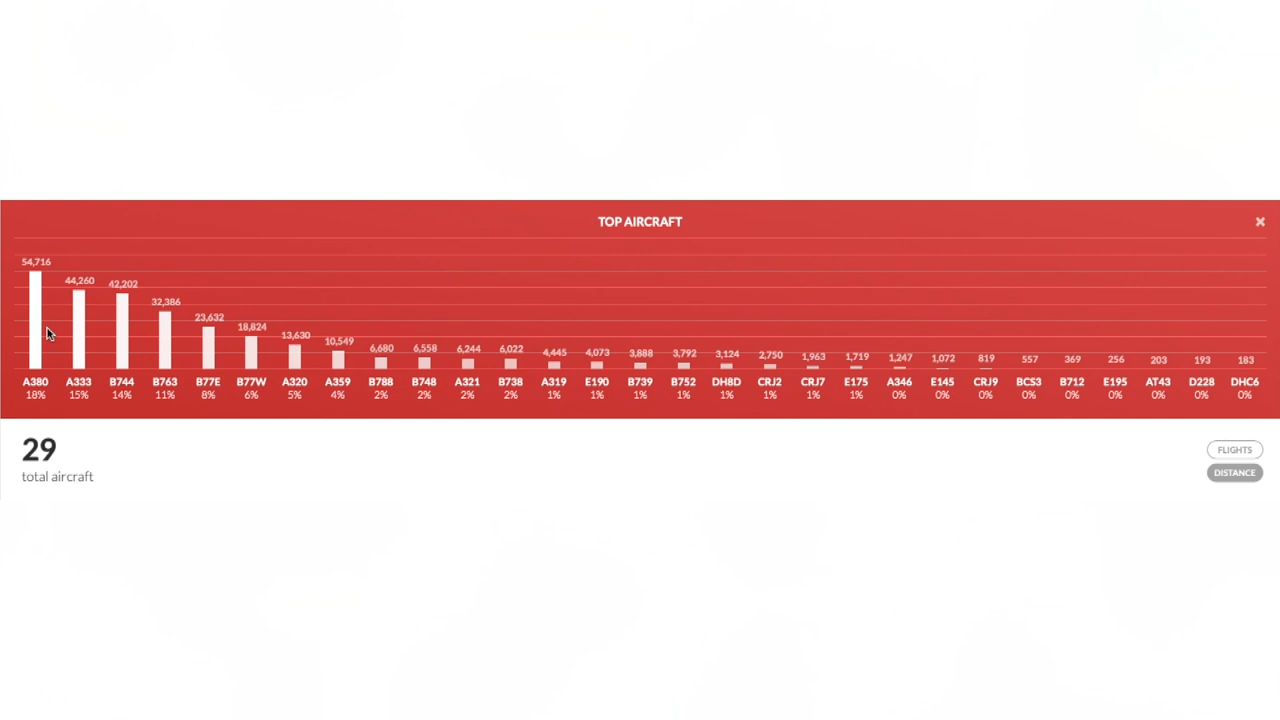 TOP AIRCRAFT
54,716 44,260 42,202 32,386 23,632 18,824 13,630 10,549 6,680 6,558 6,244 6,022 4,445 4,073 3,888 3,792 3,124 2,750 1,963 1,719 1,247 1,072 819 557 369 256 203 193 183
A380 A333 B744 B763 B77E B77W A320 A359 B788 B748 A321 B738 A319 E190 B739 B752 DH8D CRJ2 CRJ7 E175 A346 E145 CRJ9 BCS3 B712 E195 AT43 D228 DHC6
18% 15% 14% 11% 8% 6% 5% 4% 2% 2% 2% 2% 1% 1% 1% 1% 1% 1% 1% 1% 0% 0% 0% 0% 0% 0% 0% 0% 0%
29
total aircraft
FLIGHTS
DISTANCE